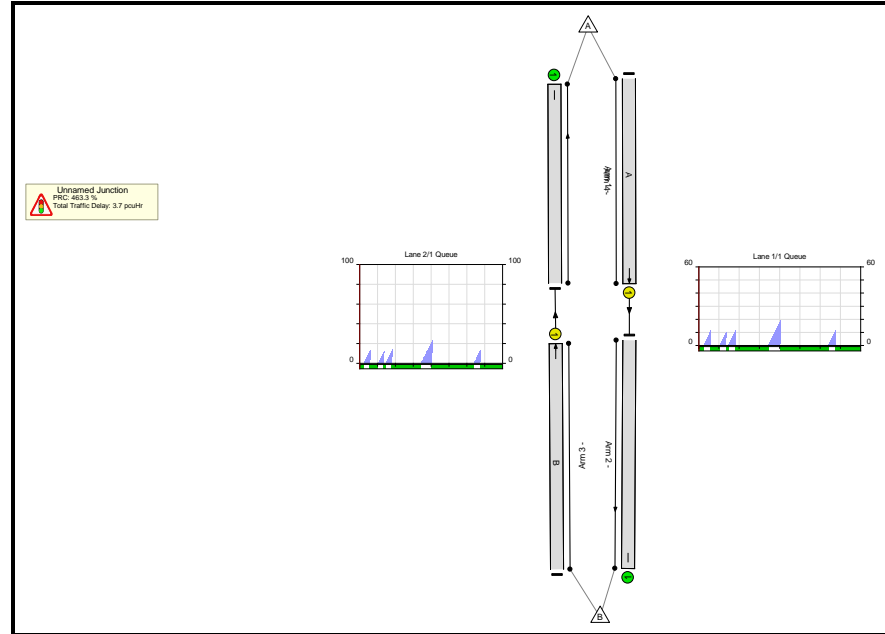 A
Unnamed Junction
PRC: 463.3 %
Total Traffic Delay: 3.7 pcuHr
A
Lane 2/1 Queue
100
100
0
0
Lane 1/1 Queue
60
60
0
0
B
Arm 3 -
Arm 2 -
B